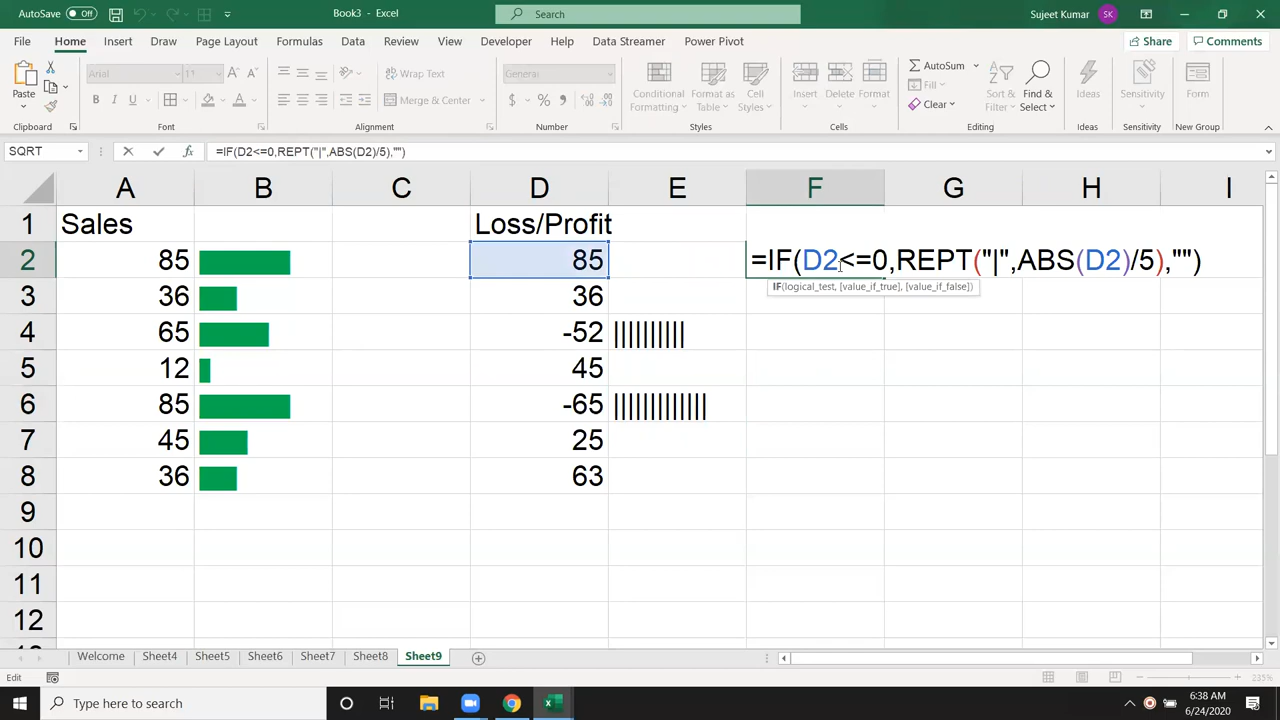 AutoSave Off Book3 - Excel Search Sujeet Kumar SK
File Home Insert Draw Page Layout Formulas Data Review View Developer Help Data Streamer Power Pivot Share Comments
Paste Arial 11 Wrap Text General Conditional Formatting Format as Table Cell Styles Insert Delete Format AutoSum Fill Clear Sort & Filter Find & Select Ideas Sensitivity Form
B I U Merge & Center $ % ,
Clipboard Font Alignment Number Styles Cells Editing Ideas Sensitivity New Group
SQRT fx =IF(D2<=0,REPT("|",ABS(D2)/5),"")
A B C D E F G H I
1 Sales Loss/Profit
2 85 85 =IF(D2<=0,REPT("|",ABS(D2)/5),"")
IF(logical_test, [value_if_true], [value_if_false])
3 36 36
4 65 -52 ||||||||||
5 12 45
6 85 -65 |||||||||||||
7 45 25
8 36 63
9
10
11
12
Welcome Sheet4 Sheet5 Sheet6 Sheet7 Sheet8 Sheet9
Edit 235%
Type here to search 6:38 AM
6/24/2020